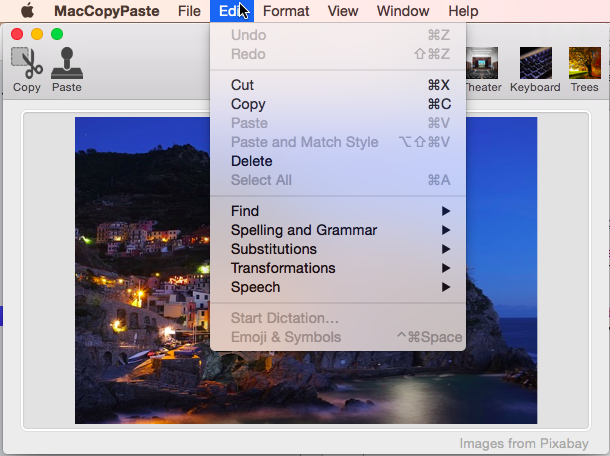 MacCopyPaste File Edit Format View Window Help
Copy Paste Theater Keyboard Trees
Undo ⌘Z
Redo ⇧⌘Z
Cut ⌘X
Copy ⌘C
Paste ⌘V
Paste and Match Style ⌥⇧⌘V
Delete
Select All ⌘A
Find
Spelling and Grammar
Substitutions
Transformations
Speech
Start Dictation…
Emoji & Symbols ^⌘Space
Images from Pixabay